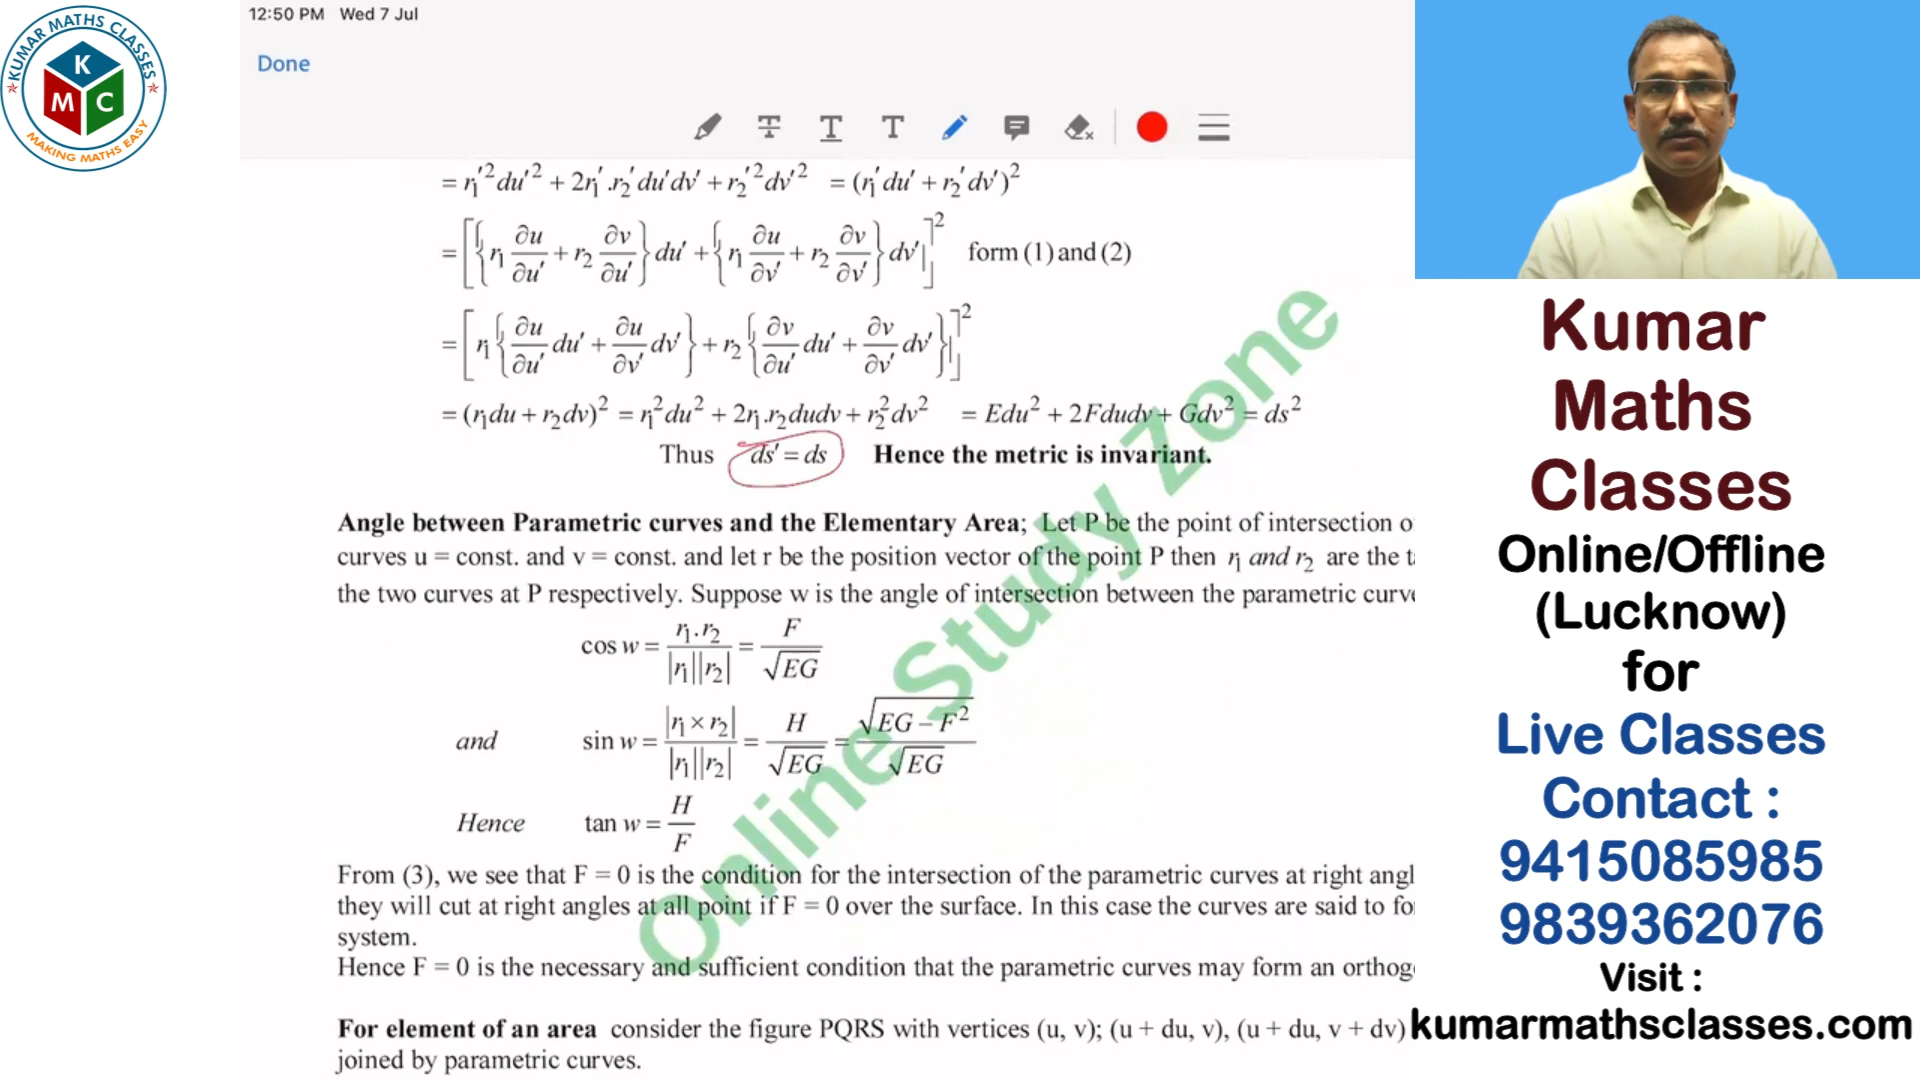 12:50 PM Wed 7 Jul
KUMAR MATHS CLASSES
K
M C
MAKING MATHS EASY
Done
= r₁′² du′² + 2r₁′.r₂′ du′dv′ + r₂′² dv′² = (r₁′ du′ + r₂′ dv′)²
= [{r₁ ∂u/∂u′ + r₂ ∂v/∂u′} du′ + {r₁ ∂u/∂v′ + r₂ ∂v/∂v′} dv′]² form (1) and (2)
= [r₁ {∂u/∂u′ du′ + ∂u/∂v′ dv′} + r₂ {∂v/∂u′ du′ + ∂v/∂v′ dv′}]²
= (r₁du + r₂dv)² = r₁²du² + 2r₁.r₂dudv + r₂²dv² = Edu² + 2Fdudv + Gdv² = ds²
Thus ds′ = ds Hence the metric is invariant.
Angle between Parametric curves and the Elementary Area; Let P be the point of intersection o
curves u = const. and v = const. and let r be the position vector of the point P then r₁ and r₂ are the t
the two curves at P respectively. Suppose w is the angle of intersection between the parametric curve
cos w = r₁.r₂ / |r₁||r₂| = F / √EG
and sin w = |r₁ × r₂| / |r₁||r₂| = H / √EG = √EG – F² / √EG
Hence tan w = H / F
From (3), we see that F = 0 is the condition for the intersection of the parametric curves at right angl
they will cut at right angles at all point if F = 0 over the surface. In this case the curves are said to fo
system.
Hence F = 0 is the necessary and sufficient condition that the parametric curves may form an orthog
For element of an area consider the figure PQRS with vertices (u, v); (u + du, v), (u + du, v + dv)
joined by parametric curves.
Online Study Zone
Kumar
Maths
Classes
Online/Offline
(Lucknow)
for
Live Classes
Contact :
9415085985
9839362076
Visit :
kumarmathsclasses.com